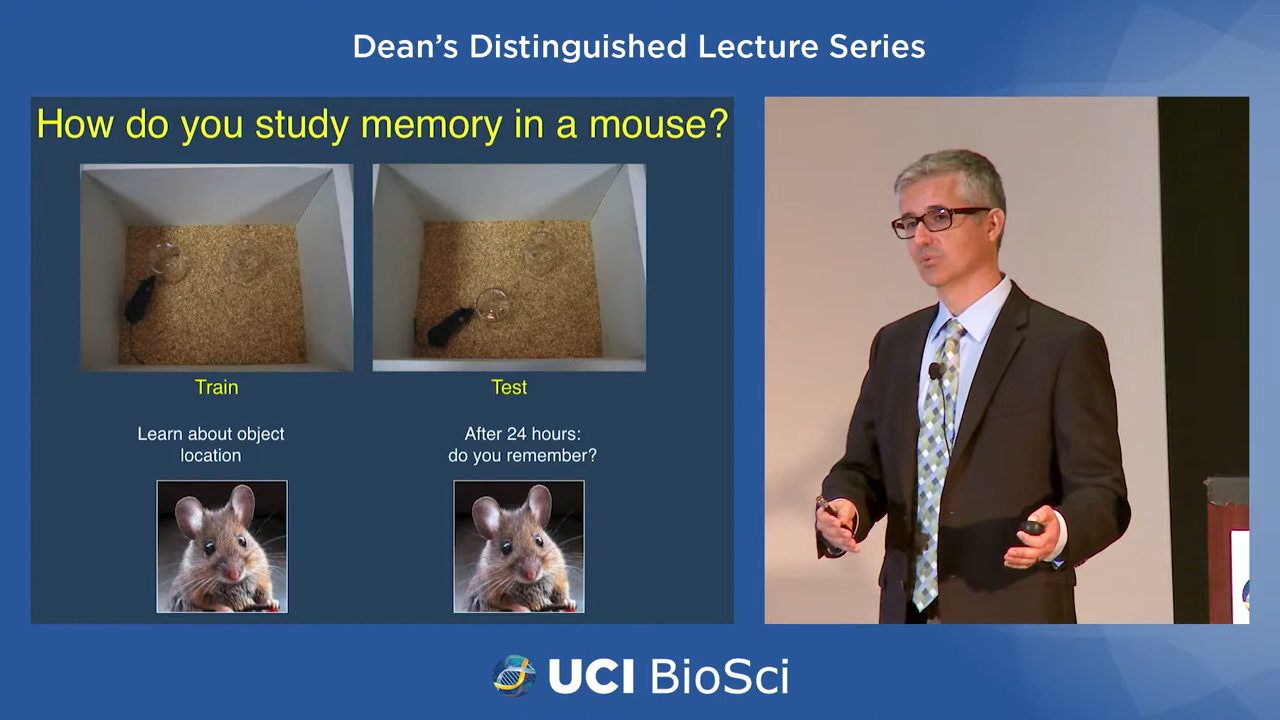 Dean's Distinguished Lecture Series
How do you study memory in a mouse?
Train
Test
Learn about object
location
After 24 hours:
do you remember?
UCI BioSci